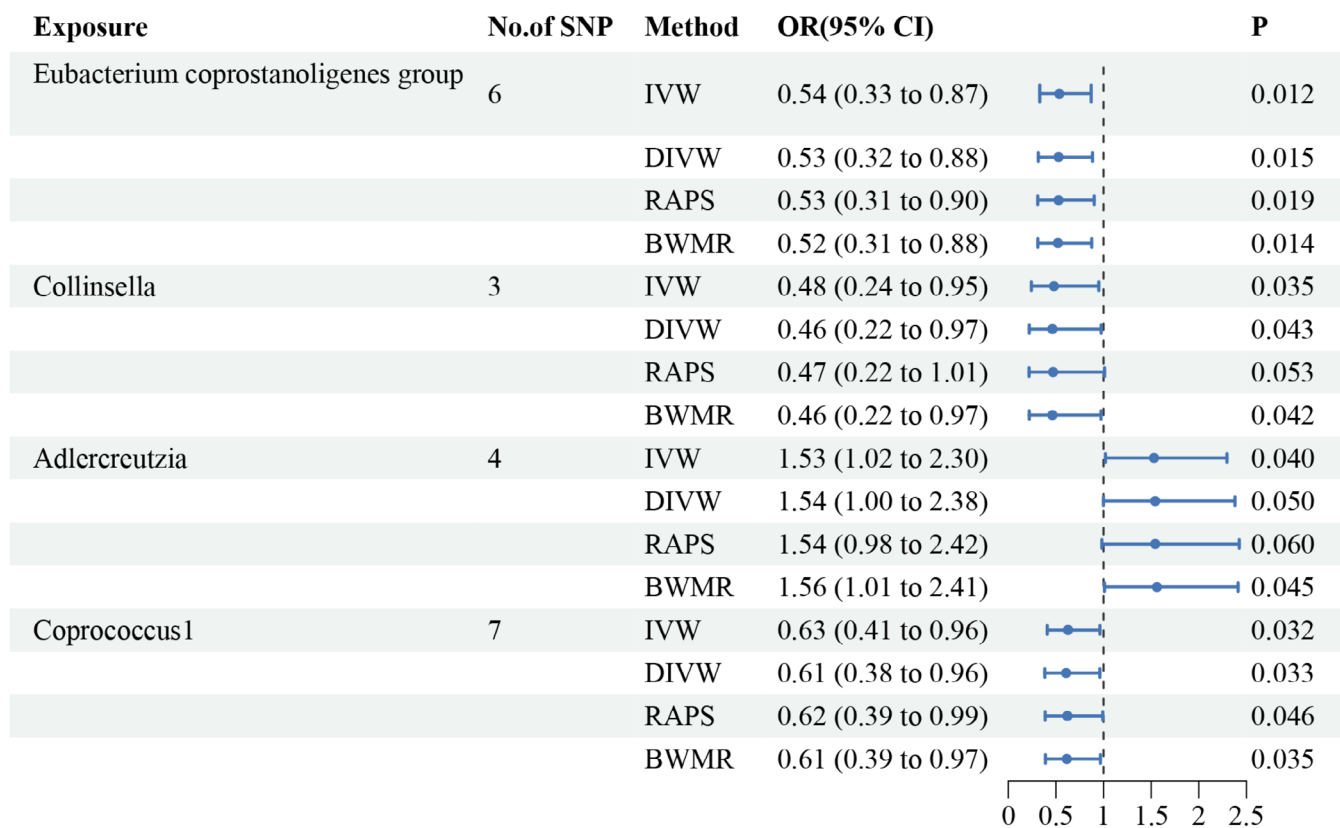 Exposure No.of SNP Method OR(95% CI) P
Eubacterium coprostanoligenes group 6 IVW 0.54 (0.33 to 0.87) 0.012
DIVW 0.53 (0.32 to 0.88) 0.015
RAPS 0.53 (0.31 to 0.90) 0.019
BWMR 0.52 (0.31 to 0.88) 0.014
Collinsella 3 IVW 0.48 (0.24 to 0.95) 0.035
DIVW 0.46 (0.22 to 0.97) 0.043
RAPS 0.47 (0.22 to 1.01) 0.053
BWMR 0.46 (0.22 to 0.97) 0.042
Adlercreutzia 4 IVW 1.53 (1.02 to 2.30) 0.040
DIVW 1.54 (1.00 to 2.38) 0.050
RAPS 1.54 (0.98 to 2.42) 0.060
BWMR 1.56 (1.01 to 2.41) 0.045
Coprococcus1 7 IVW 0.63 (0.41 to 0.96) 0.032
DIVW 0.61 (0.38 to 0.96) 0.033
RAPS 0.62 (0.39 to 0.99) 0.046
BWMR 0.61 (0.39 to 0.97) 0.035
0 0.5 1 1.5 2 2.5